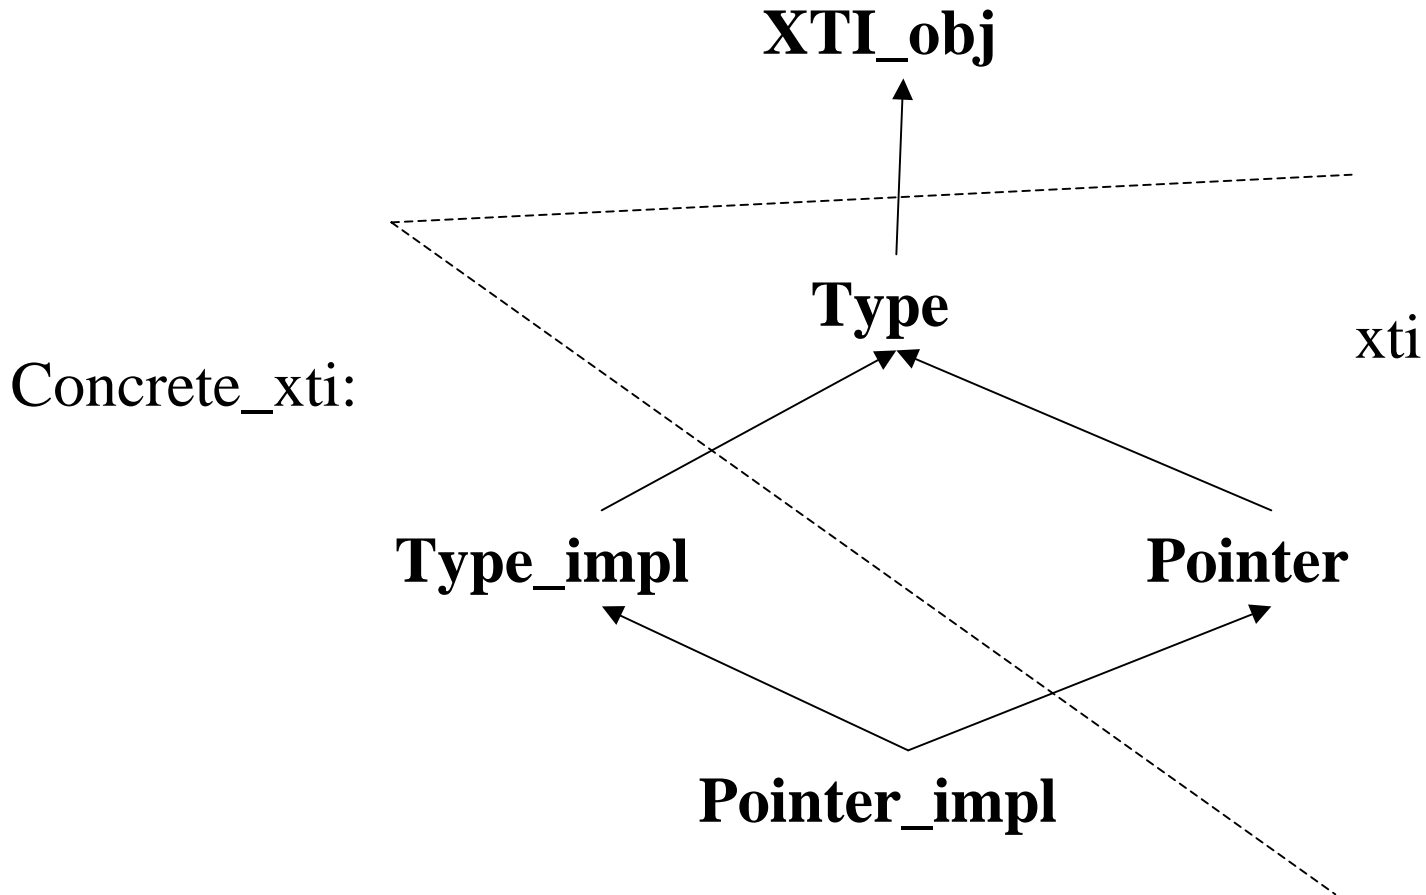 XTI_obj
Type
xti
Concrete_xti:
Type_impl
Pointer
Pointer_impl